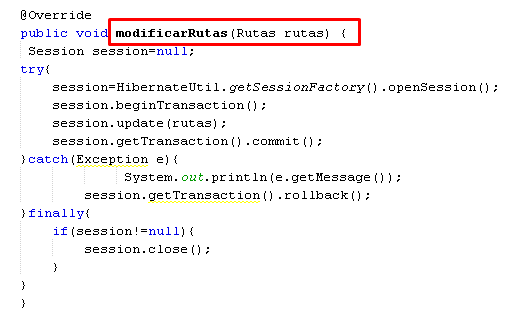 @Override
public void modificarRutas(Rutas rutas) {
Session session=null;
try{
session=HibernateUtil.getSessionFactory().openSession();
session.beginTransaction();
session.update(rutas);
session.getTransaction().commit();
}catch(Exception e){
System.out.println(e.getMessage());
session.getTransaction().rollback();
}finally{
if(session!=null){
session.close();
}
}
}